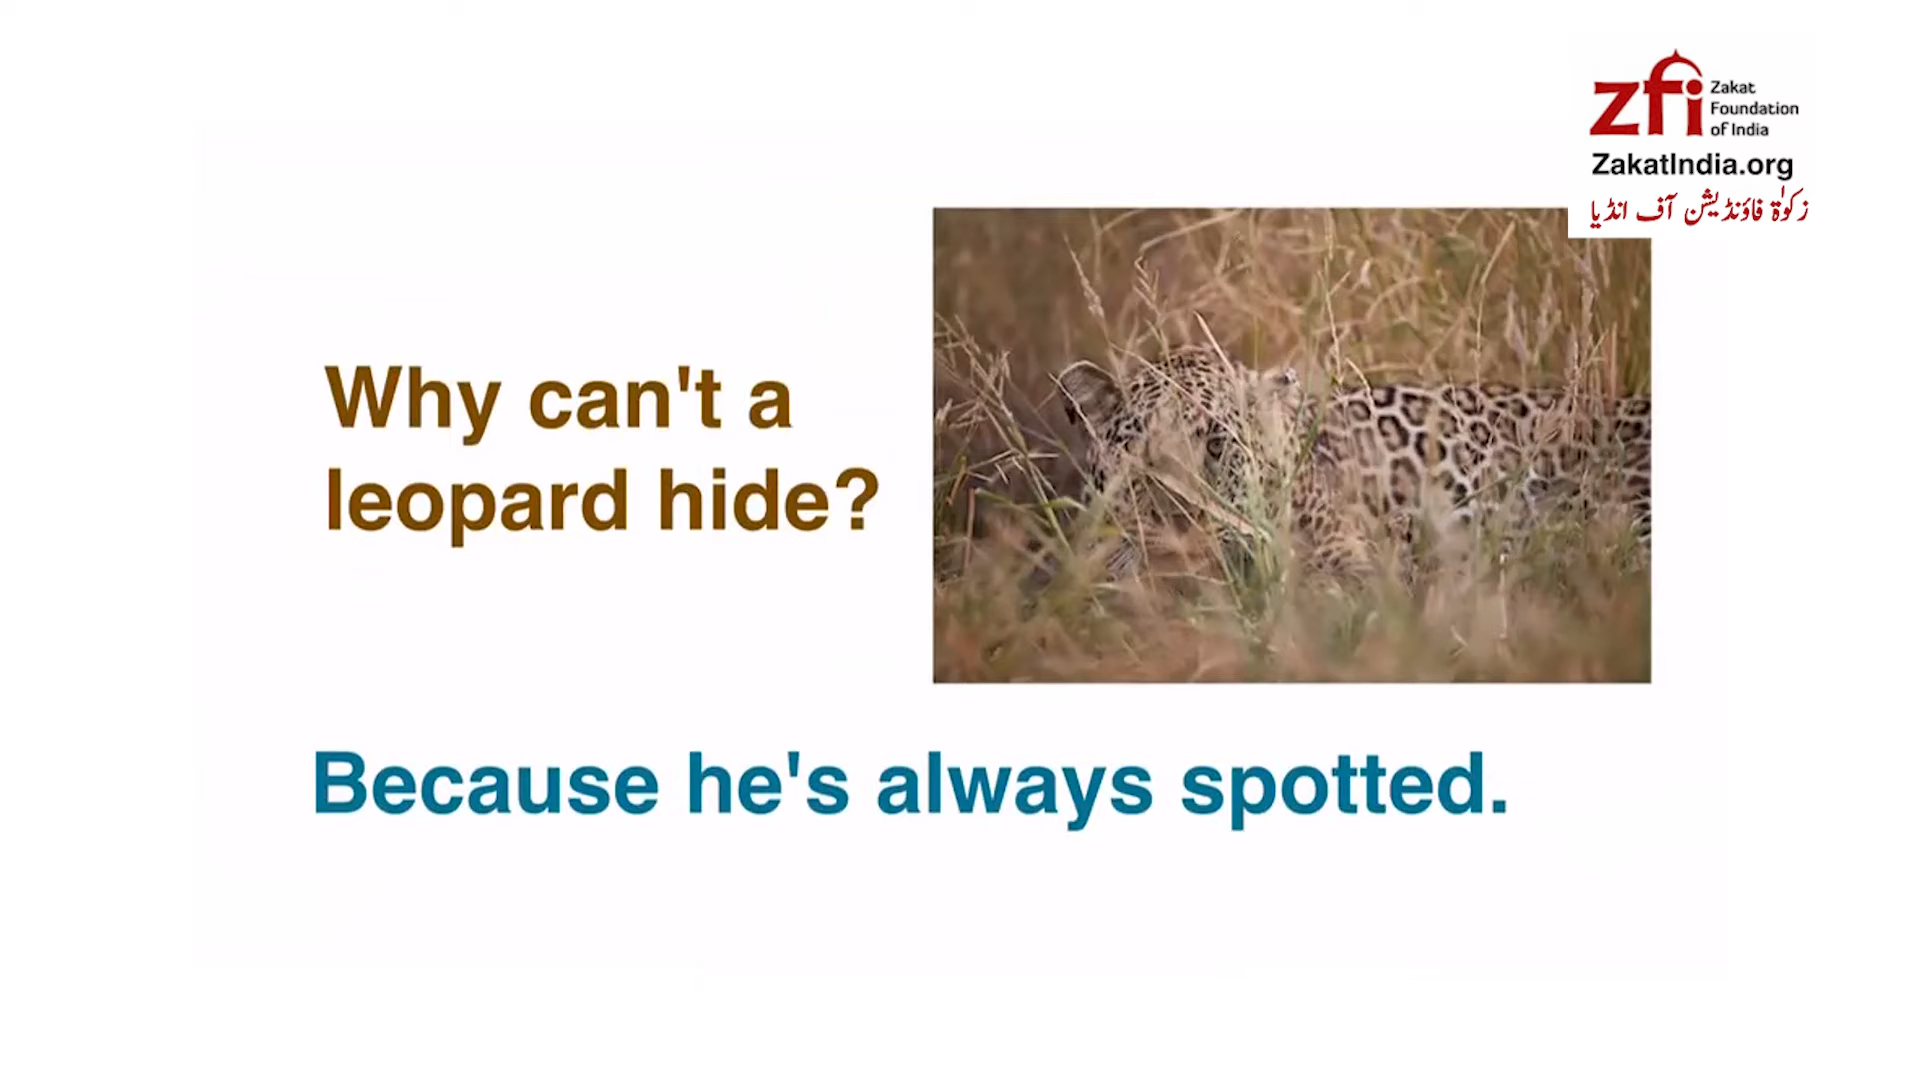 zfi
Zakat
Foundation
of India
ZakatIndia.org
زکوٰۃ فاؤنڈیشن آف انڈیا
Why can't a
leopard hide?
Because he's always spotted.